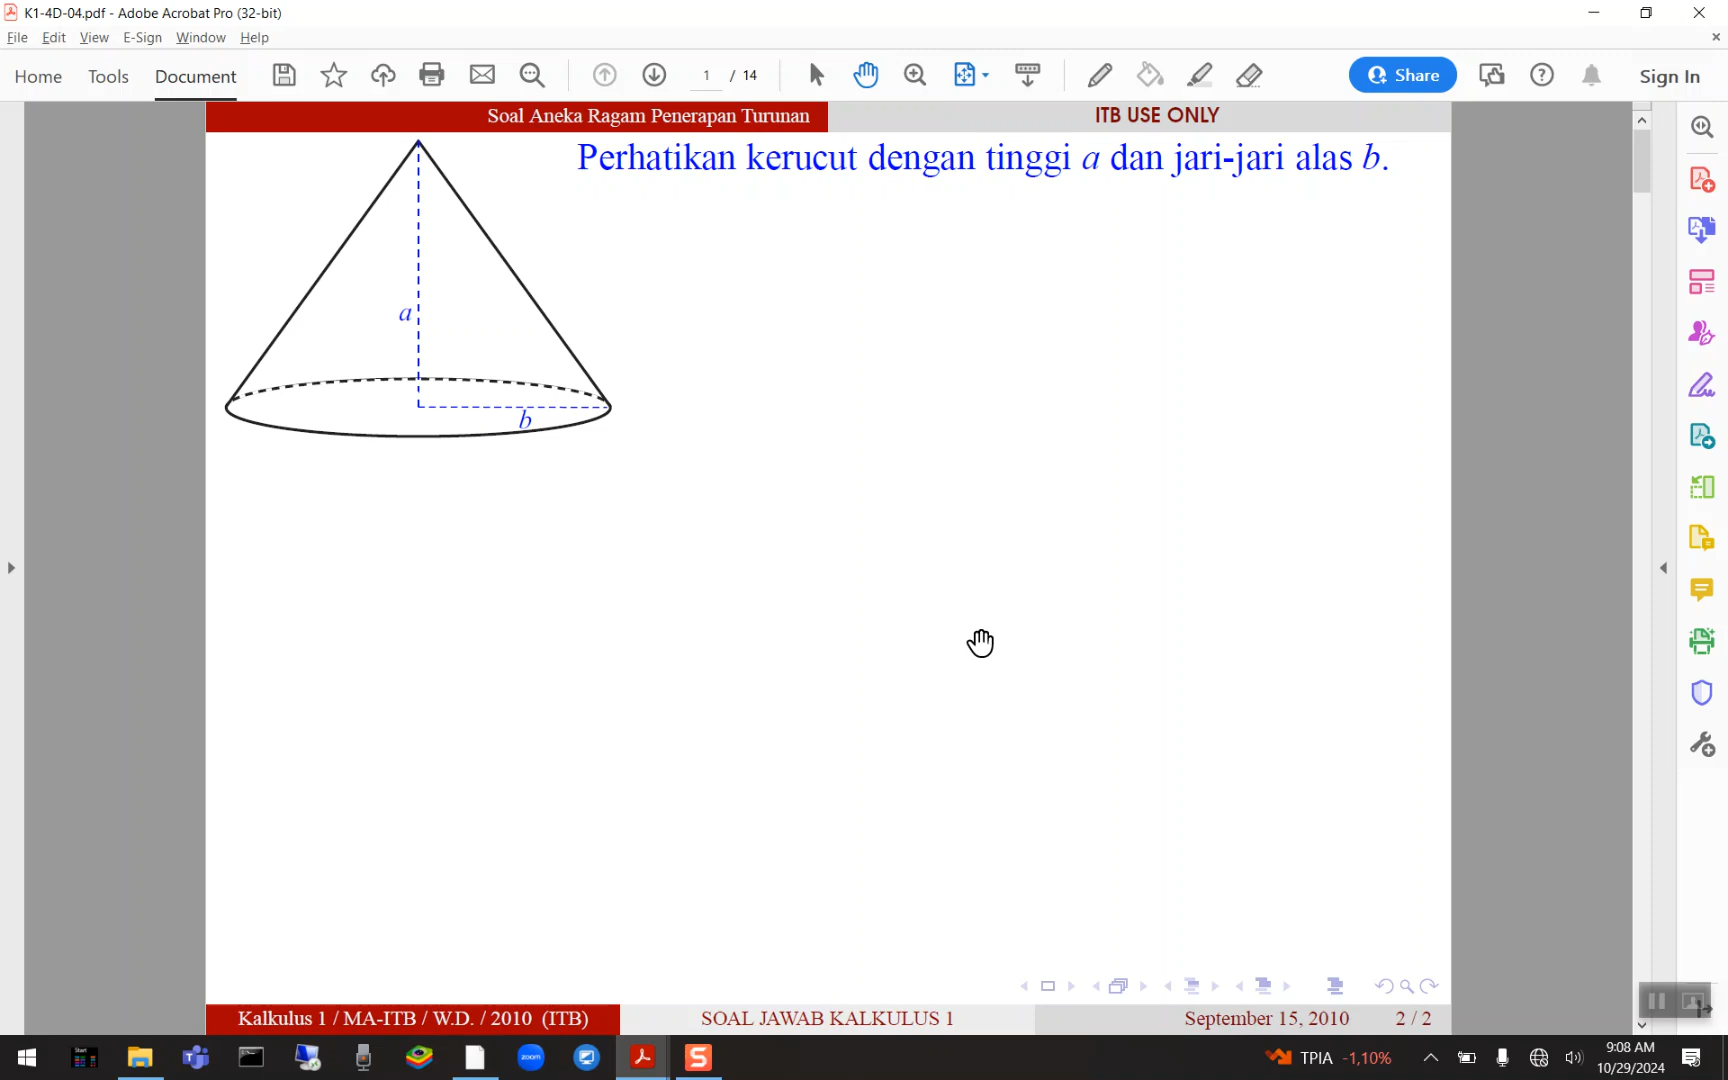 K1-4D-04.pdf - Adobe Acrobat Pro (32-bit)
File Edit View E-Sign Window Help
Home Tools Document 1 / 14 Share Sign In
Soal Aneka Ragam Penerapan Turunan ITB USE ONLY
Perhatikan kerucut dengan tinggi a dan jari-jari alas b.
a
b
Kalkulus 1 / MA-ITB / W.D. / 2010 (ITB) SOAL JAWAB KALKULUS 1 September 15, 2010 2 / 2
Start zoom S TPIA -1,10% 9:08 AM
10/29/2024